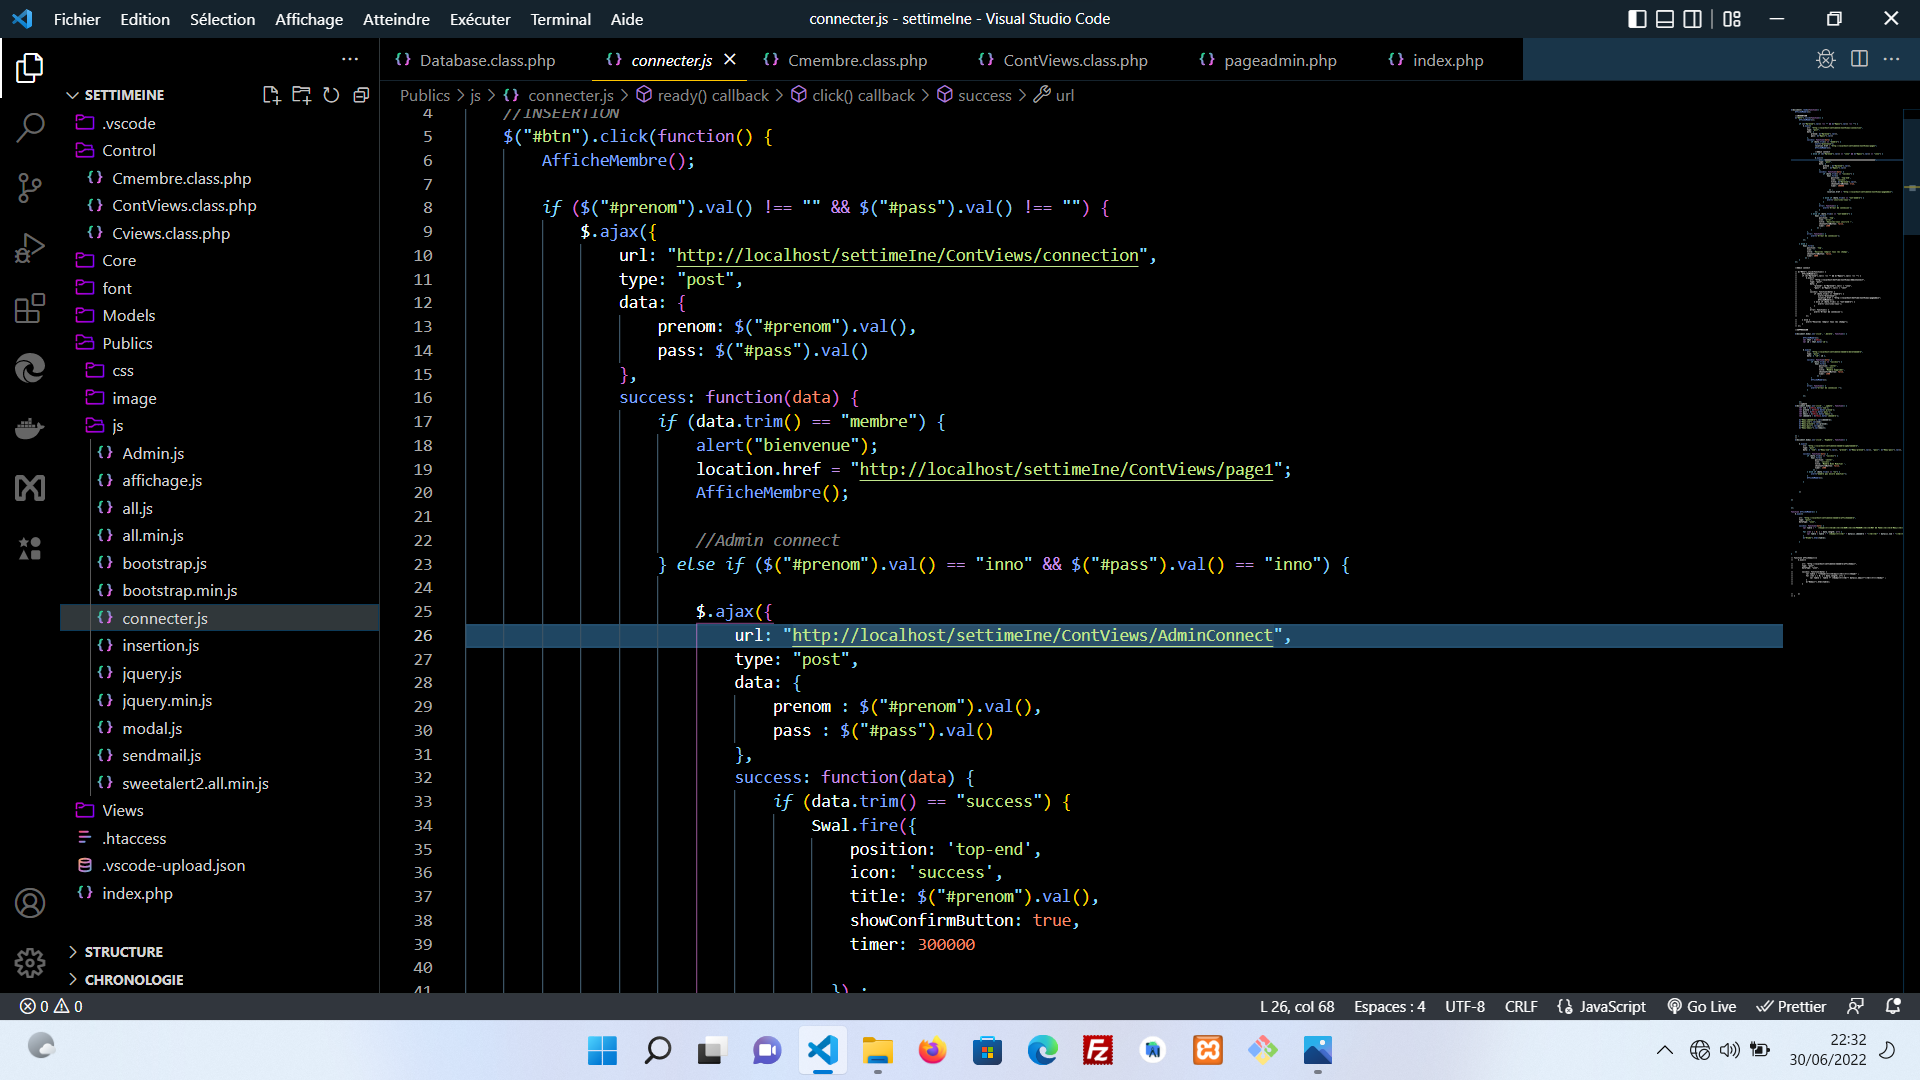 Fichier Edition Sélection Affichage Atteindre Exécuter Terminal Aide
connecter.js - settimeIne - Visual Studio Code
Database.class.php
connecter.js
Cmembre.class.php
ContViews.class.php
pageadmin.php
index.php
Publics > js > {} connecter.js > ready() callback > click() callback > success > url
SETTIMEINE
.vscode
Control
Cmembre.class.php
ContViews.class.php
Cviews.class.php
Core
font
Models
Publics
css
image
js
Admin.js
affichage.js
all.js
all.min.js
bootstrap.js
bootstrap.min.js
connecter.js
insertion.js
jquery.js
jquery.min.js
modal.js
sendmail.js
sweetalert2.all.min.js
Views
.htaccess
.vscode-upload.json
index.php
STRUCTURE
CHRONOLOGIE
4 //INSEERTION
5 $("#btn").click(function() {
6 AfficheMembre();
7
8 if ($("#prenom").val() !== "" && $("#pass").val() !== "") {
9 $.ajax({
10 url: "http://localhost/settimeIne/ContViews/connection",
11 type: "post",
12 data: {
13 prenom: $("#prenom").val(),
14 pass: $("#pass").val()
15 },
16 success: function(data) {
17 if (data.trim() == "membre") {
18 alert("bienvenue");
19 location.href = "http://localhost/settimeIne/ContViews/page1";
20 AfficheMembre();
21
22 //Admin connect
23 } else if ($("#prenom").val() == "inno" && $("#pass").val() == "inno") {
24
25 $.ajax({
26 url: "http://localhost/settimeIne/ContViews/AdminConnect",
27 type: "post",
28 data: {
29 prenom : $("#prenom").val(),
30 pass : $("#pass").val()
31 },
32 success: function(data) {
33 if (data.trim() == "success") {
34 Swal.fire({
35 position: 'top-end',
36 icon: 'success',
37 title: $("#prenom").val(),
38 showConfirmButton: true,
39 timer: 300000
40
41 }) ;
0 0
L 26, col 68 Espaces : 4 UTF-8 CRLF JavaScript Go Live Prettier
22:32
30/06/2022